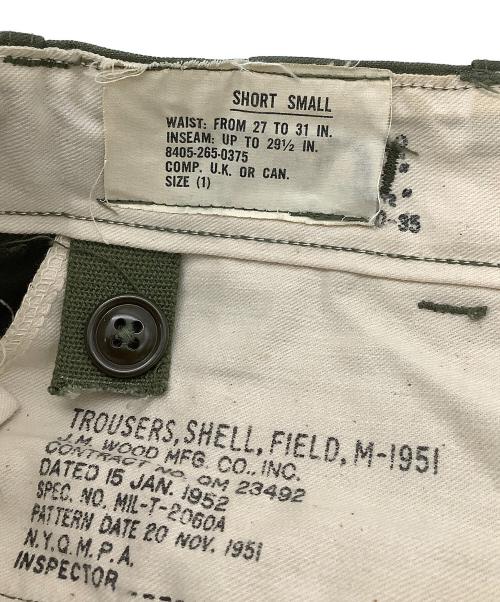 SHORT SMALL
WAIST: FROM 27 TO 31 IN.
INSEAM: UP TO 29½ IN.
8405-265-0375
COMP. U.K. OR CAN.
SIZE (1)
-35
TROUSERS, SHELL, FIELD, M-1951
J.M. WOOD MFG. CO., INC.
CONTRACT NO. QM 23492
DATED 15 JAN. 1952
SPEC. NO. MIL-T-2060A
PATTERN DATE 20 NOV. 1951
N.Y.Q.M.P.A.
INSPECTOR